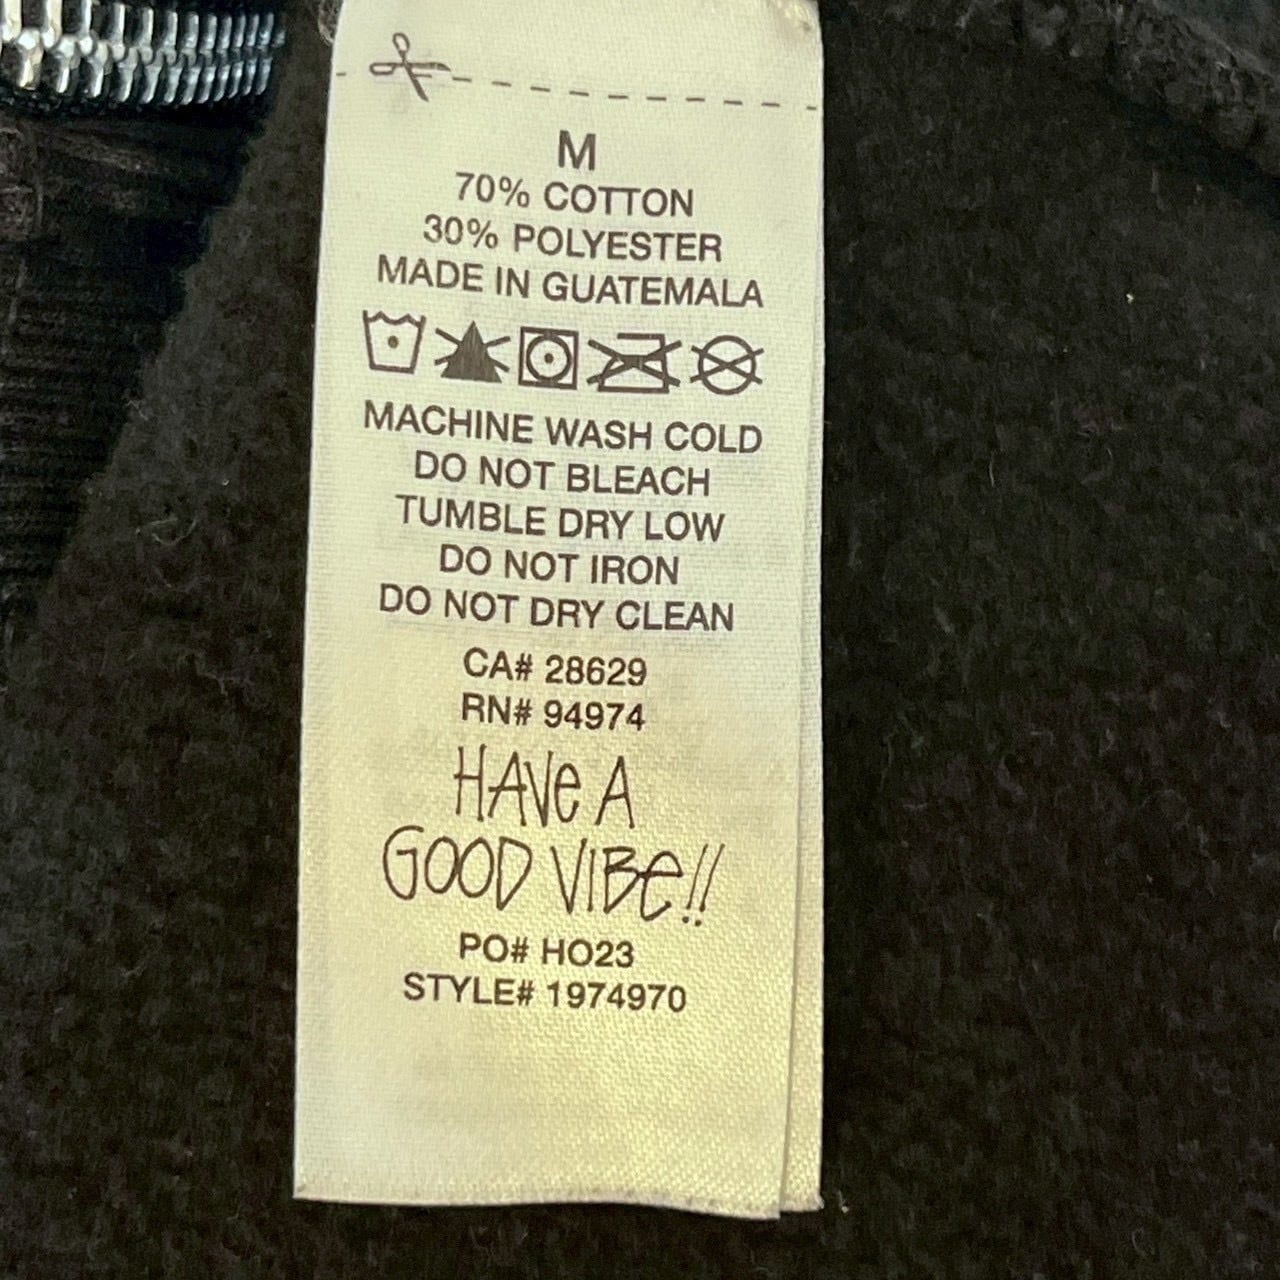 M
70% COTTON
30% POLYESTER
MADE IN GUATEMALA
MACHINE WASH COLD
DO NOT BLEACH
TUMBLE DRY LOW
DO NOT IRON
DO NOT DRY CLEAN
CA# 28629
RN# 94974
HAVe A
GOOD VIBe!!
PO# HO23
STYLE# 1974970